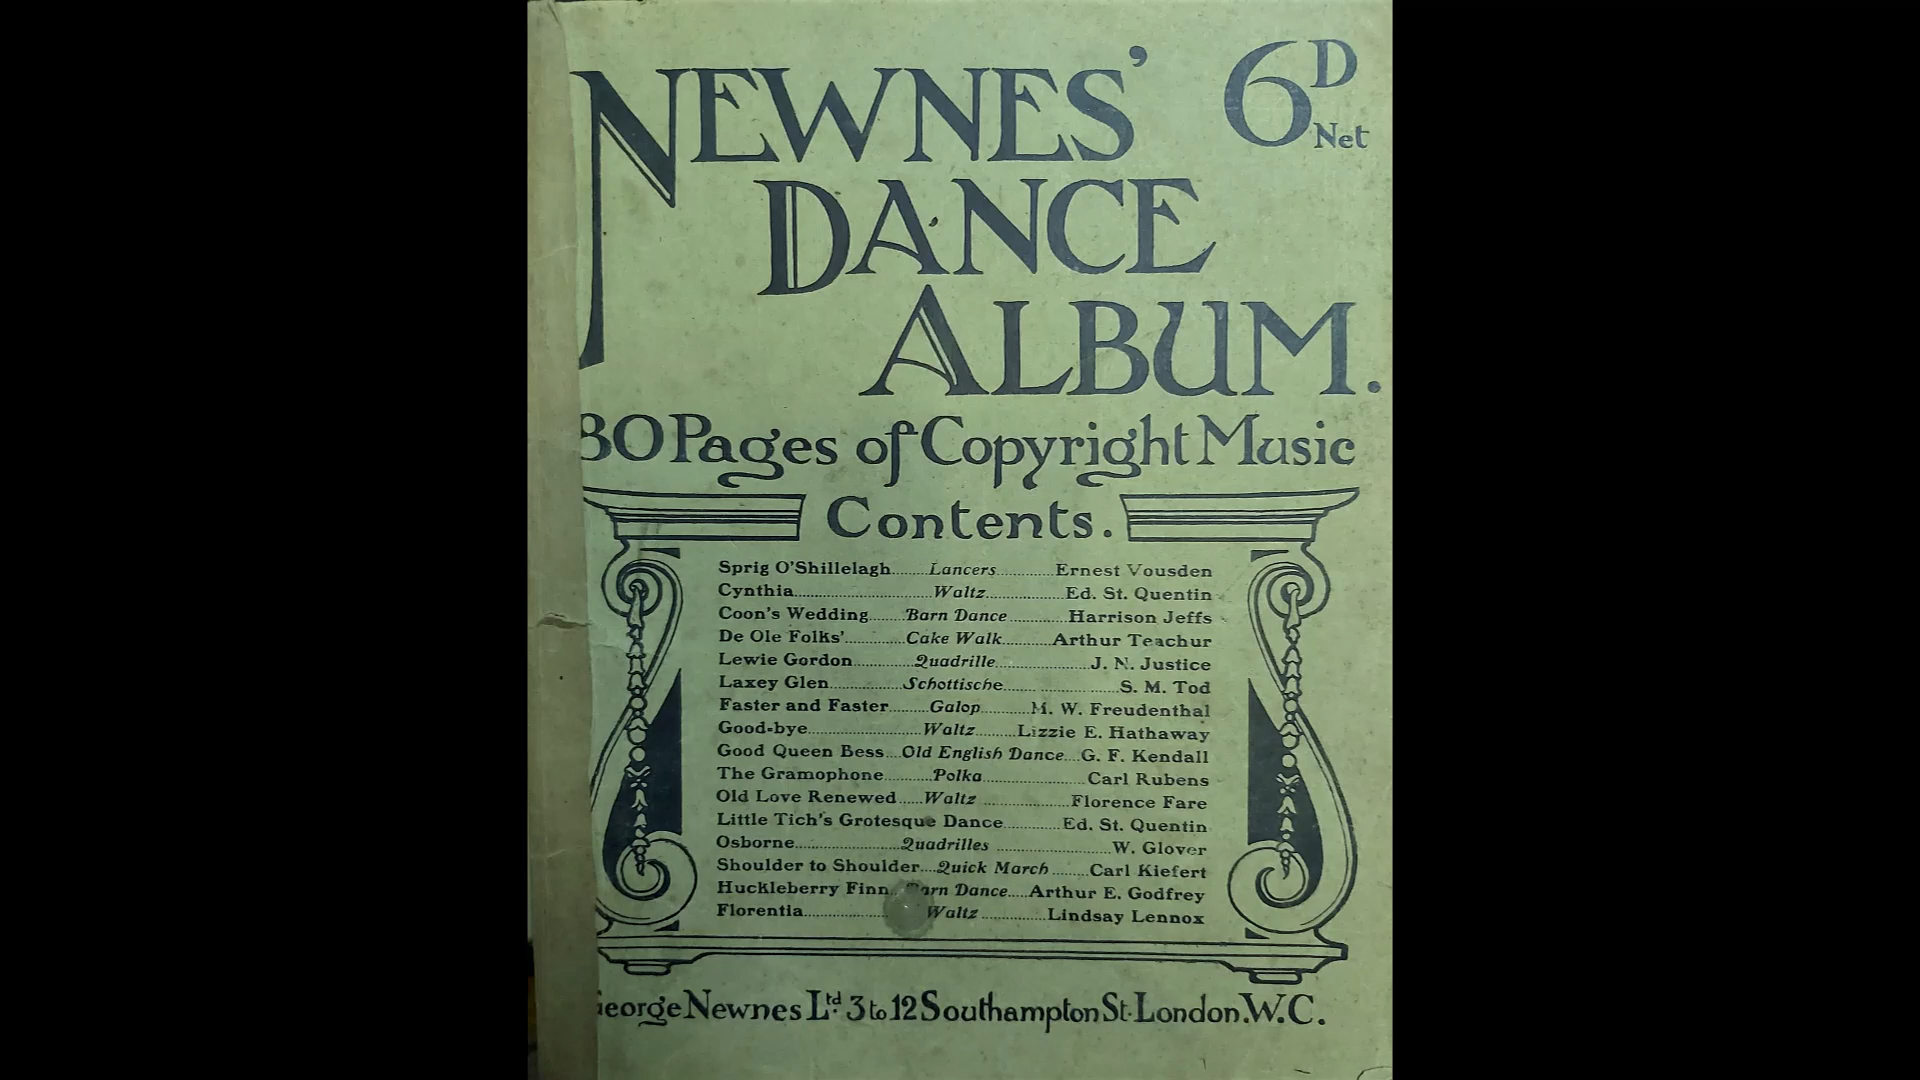 NEWNES' 6D Net
DANCE
ALBUM.
80 Pages of Copyright Music
Contents.
Sprig O'Shillelagh........Lancers.............Ernest Vousden
Cynthia...............................Waltz..................Ed. St. Quentin
Coon's Wedding........Barn Dance.............Harrison Jeffs
De Ole Folks'.............Cake Walk...........Arthur Teachur
Lewie Gordon.............Quadrille.....................J. N. Justice
Laxey Glen................Schottische..........................S. M. Tod
Faster and Faster.........Galop...........M. W. Freudenthal
Good-bye..........................Waltz.........Lizzie E. Hathaway
Good Queen Bess....Old English Dance....G. F. Kendall
The Gramophone..........Polka.......................Carl Rubens
Old Love Renewed......Waltz....................Florence Fare
Little Tich's Grotesque Dance.............Ed. St. Quentin
Osborne.......................Quadrilles.........................W. Glover
Shoulder to Shoulder....Quick March........Carl Kiefert
Huckleberry Finn..Barn Dance.....Arthur E. Godfrey
Florentia...........................Waltz..............Lindsay Lennox
George Newnes Ltd. 3 to 12 Southampton St. London. W.C.